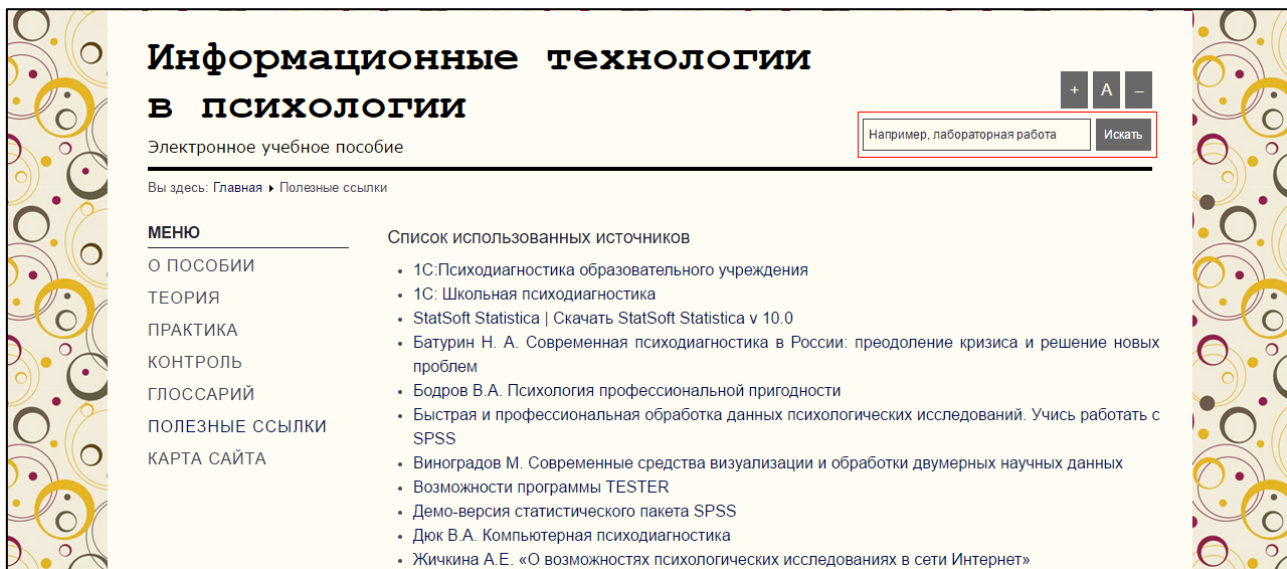 Информационные технологии
в психологии
Электронное учебное пособие
+ A –
Например, лабораторная работа Искать
Вы здесь: Главная ▸ Полезные ссылки
МЕНЮ
О ПОСОБИИ
ТЕОРИЯ
ПРАКТИКА
КОНТРОЛЬ
ГЛОССАРИЙ
ПОЛЕЗНЫЕ ССЫЛКИ
КАРТА САЙТА
Список использованных источников
• 1С:Психодиагностика образовательного учреждения
• 1С: Школьная психодиагностика
• StatSoft Statistica | Скачать StatSoft Statistica v 10.0
• Батурин Н. А. Современная психодиагностика в России: преодоление кризиса и решение новых
проблем
• Бодров В.А. Психология профессиональной пригодности
• Быстрая и профессиональная обработка данных психологических исследований. Учись работать с
SPSS
• Виноградов М. Современные средства визуализации и обработки двумерных научных данных
• Возможности программы TESTER
• Демо-версия статистического пакета SPSS
• Дюк В.А. Компьютерная психодиагностика
• Жичкина А.Е. «О возможностях психологических исследованиях в сети Интернет»